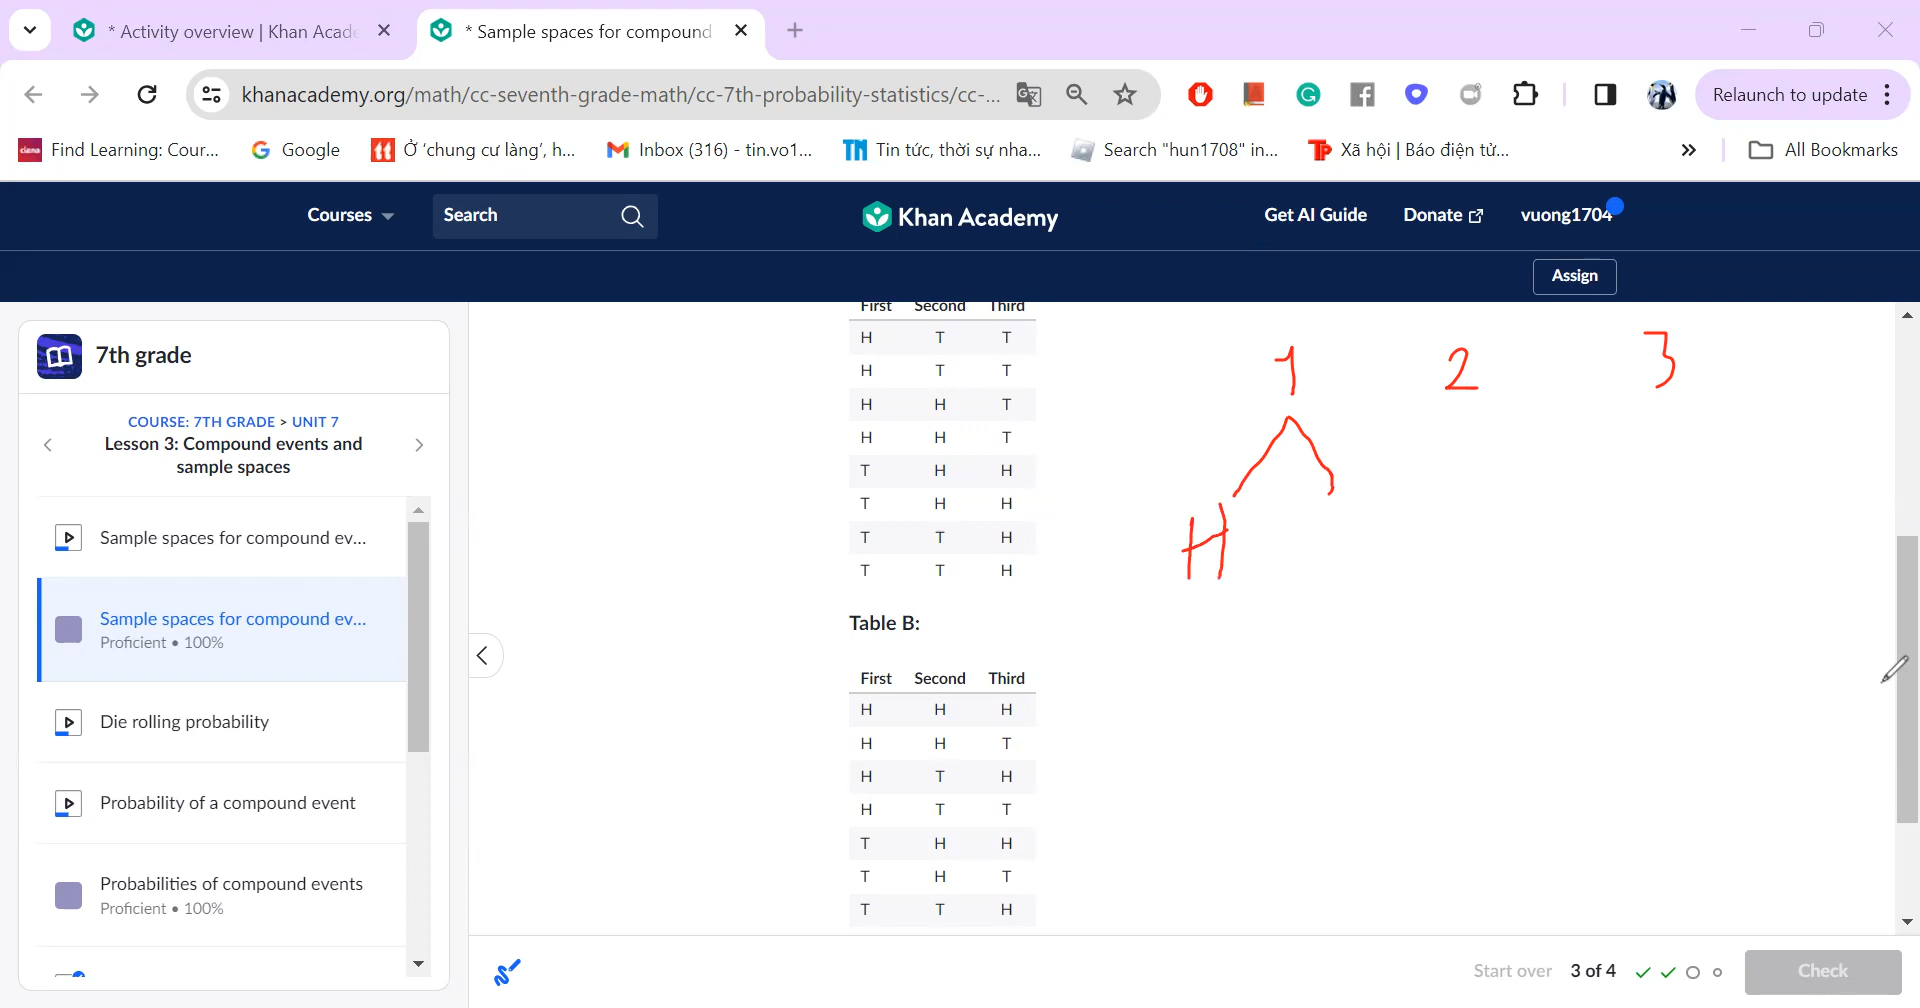 * Activity overview | Khan Acade
* Sample spaces for compound
khanacademy.org/math/cc-seventh-grade-math/cc-7th-probability-statistics/cc-...
Relaunch to update
Find Learning: Cour...
Google
Ở ‘chung cư làng’, h...
Inbox (316) - tin.vo1...
Tin tức, thời sự nha...
Search "hun1708" in...
Xã hội | Báo điện tử...
All Bookmarks
Courses
Search
Khan Academy
Get AI Guide
Donate
vuong1704
Assign
7th grade
COURSE: 7TH GRADE > UNIT 7
Lesson 3: Compound events and
sample spaces
Sample spaces for compound ev...
Sample spaces for compound ev...
Proficient • 100%
Die rolling probability
Probability of a compound event
Probabilities of compound events
Proficient • 100%
First Second Third
H T T
H T T
H H T
H H T
T H H
T H H
T T H
T T H
Table B:
First Second Third
H H H
H H T
H T H
H T T
T H H
T H T
T T H
1 2 3
H
Start over
3 of 4
Check